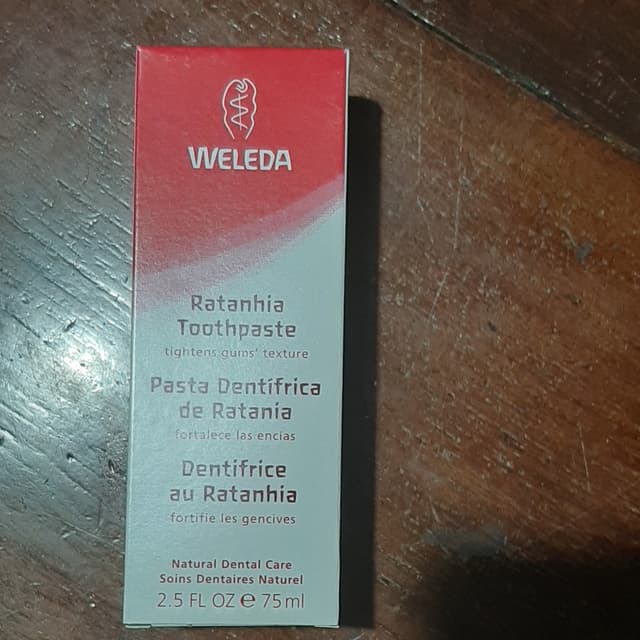 WELEDA
Ratanhia
Toothpaste
tightens gums' texture
Pasta Dentífrica
de Ratania
fortalece las encias
Dentifrice
au Ratanhia
fortifie les gencives
Natural Dental Care
Soins Dentaires Naturel
2.5 FL OZ e 75ml